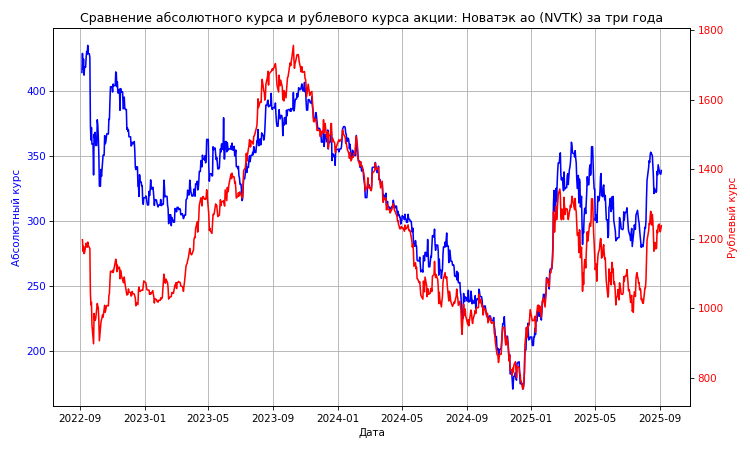 Сравнение абсолютного курса и рублевого курса акции: Новатэк ао (NVTK) за три года
Абсолютный курс
400
350
300
250
200
1800
1600
1400
1200
1000
800
Рублевый курс
2022-09 2023-01 2023-05 2023-09 2024-01 2024-05 2024-09 2025-01 2025-05 2025-09
Дата